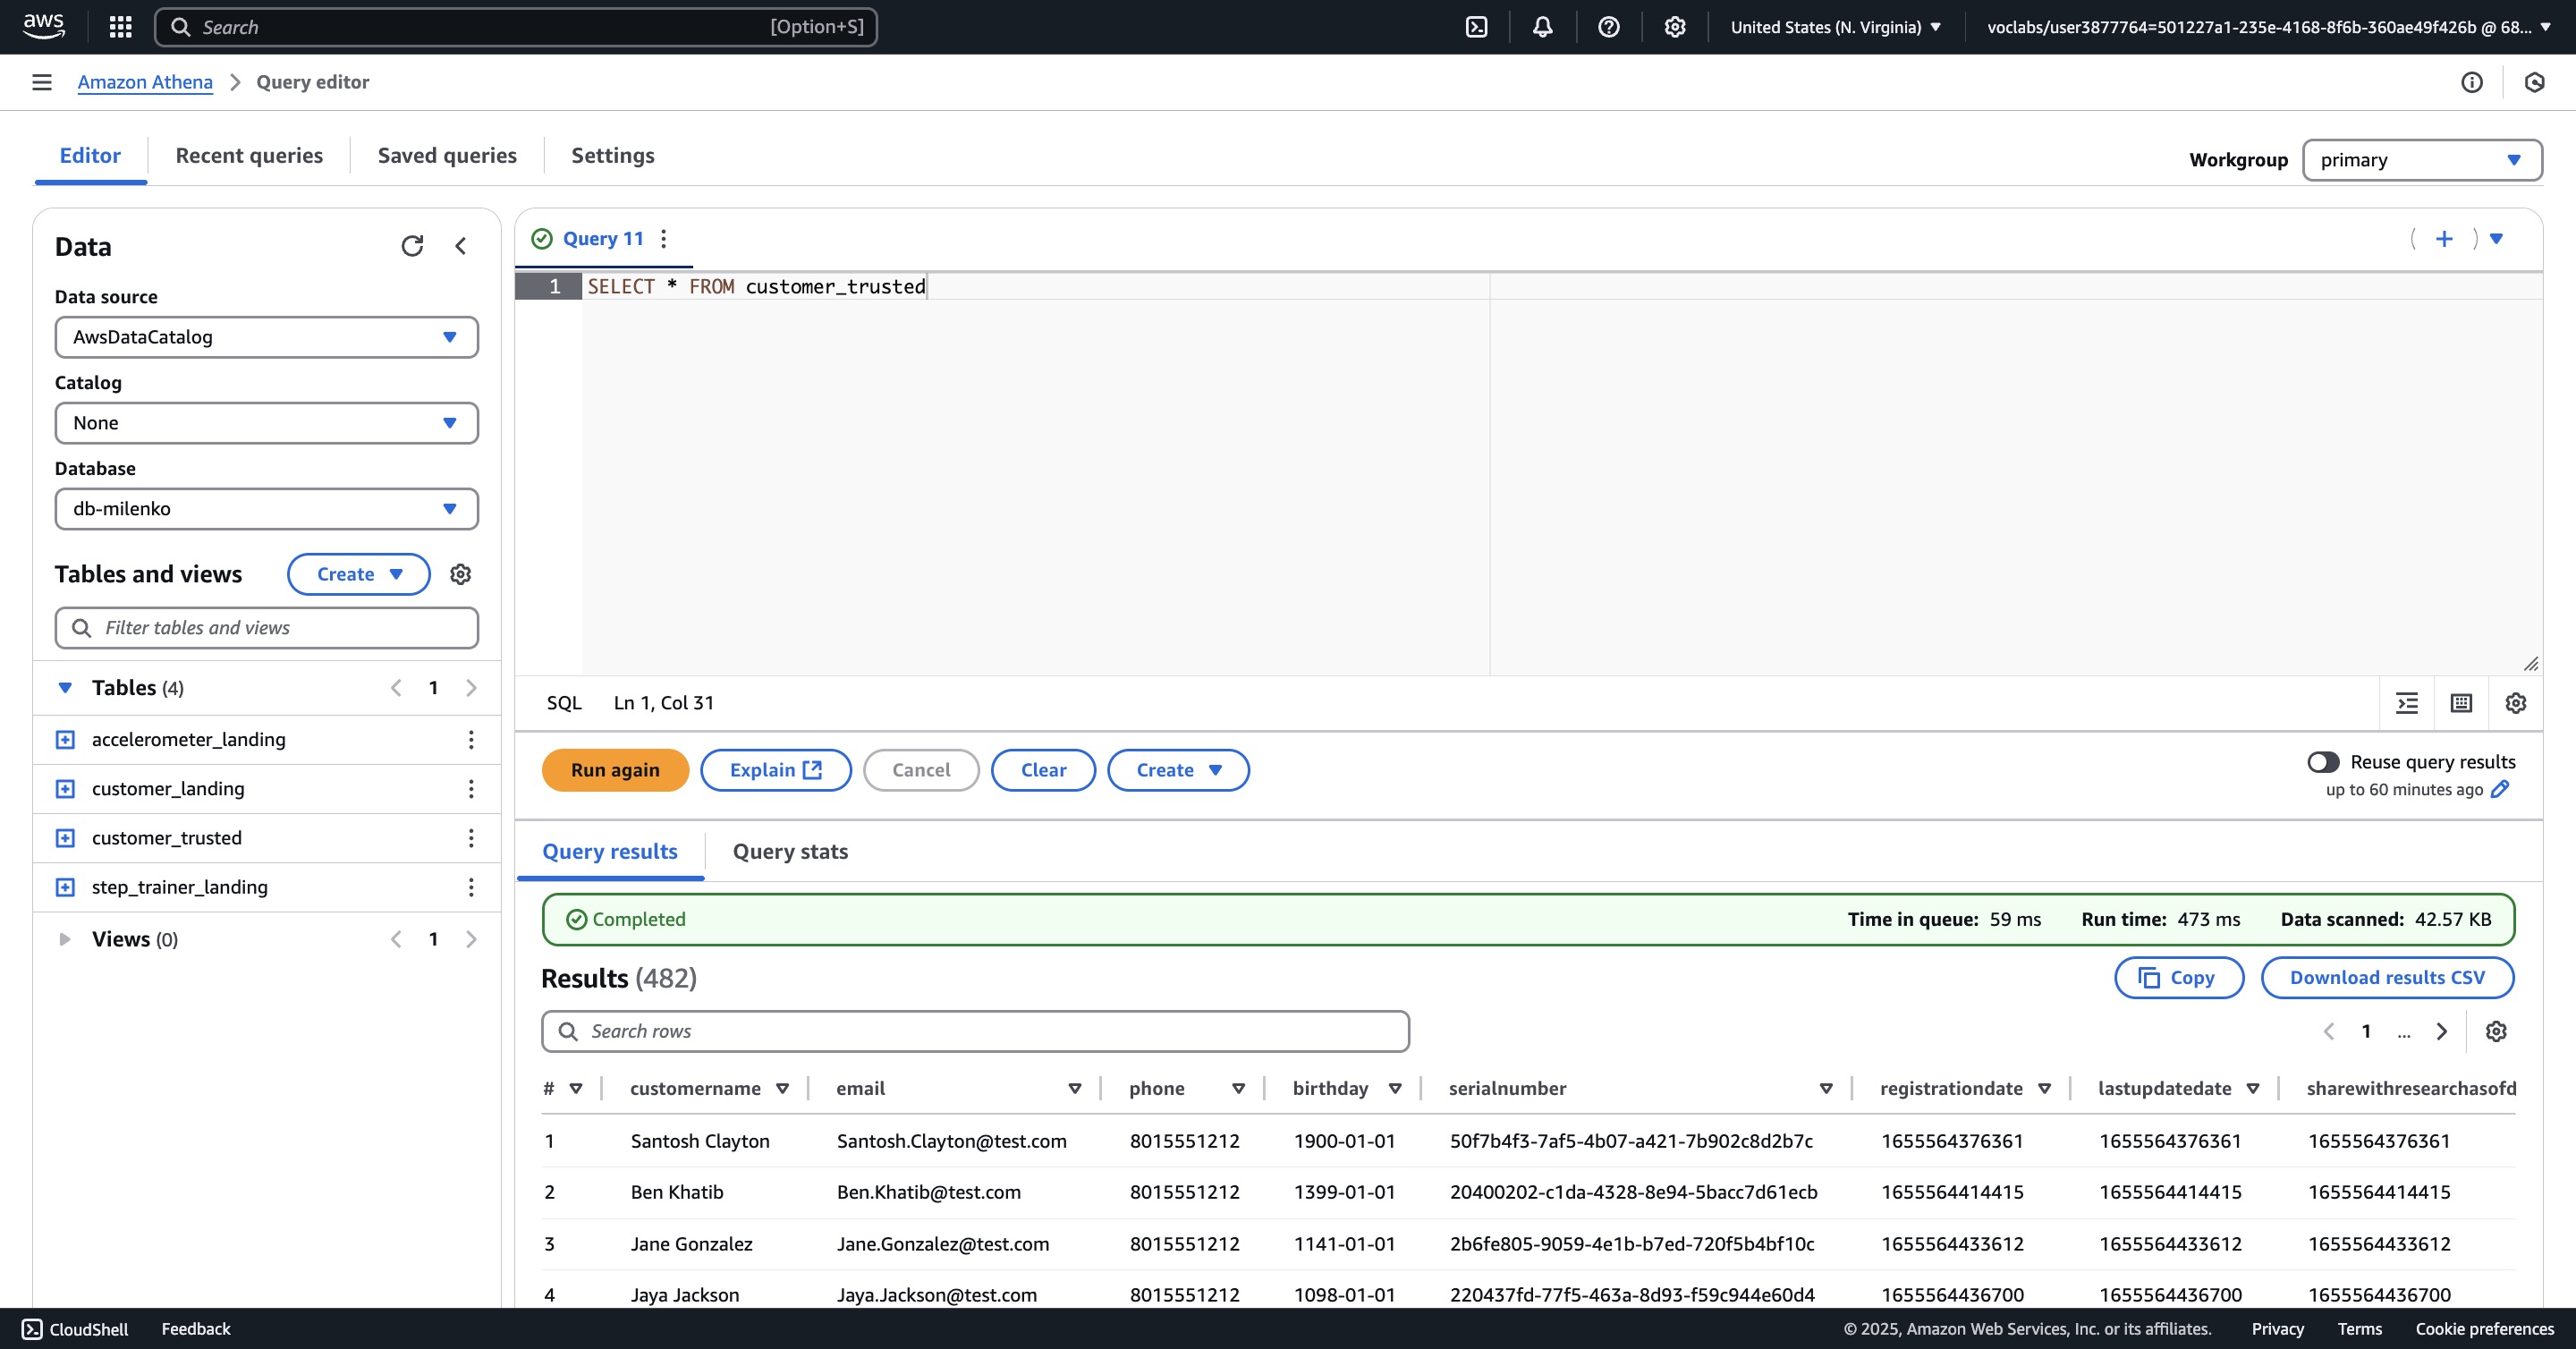 aws Search [Option+S] United States (N. Virginia) voclabs/user3877764=501227a1-235e-4168-8f6b-360ae49f426b @ 68...
Amazon Athena Query editor
Editor Recent queries Saved queries Settings Workgroup primary
Data
Data source
AwsDataCatalog
Catalog
None
Database
db-milenko
Tables and views Create
Filter tables and views
Tables (4) 1
accelerometer_landing
customer_landing
customer_trusted
step_trainer_landing
Views (0) 1
Query 11
1 SELECT * FROM customer_trusted
SQL Ln 1, Col 31
Run again Explain Cancel Clear Create Reuse query results
up to 60 minutes ago
Query results Query stats
Completed Time in queue: 59 ms Run time: 473 ms Data scanned: 42.57 KB
Results (482) Copy Download results CSV
Search rows 1 ...
# customername email phone birthday serialnumber registrationdate lastupdatedate sharewithresearchasofd
1 Santosh Clayton Santosh.Clayton@test.com 8015551212 1900-01-01 50f7b4f3-7af5-4b07-a421-7b902c8d2b7c 1655564376361 1655564376361 1655564376361
2 Ben Khatib Ben.Khatib@test.com 8015551212 1399-01-01 20400202-c1da-4328-8e94-5bacc7d61ecb 1655564414415 1655564414415 1655564414415
3 Jane Gonzalez Jane.Gonzalez@test.com 8015551212 1141-01-01 2b6fe805-9059-4e1b-b7ed-720f5b4bf10c 1655564433612 1655564433612 1655564433612
4 Jaya Jackson Jaya.Jackson@test.com 8015551212 1098-01-01 220437fd-77f5-463a-8d93-f59c944e60d4 1655564436700 1655564436700 1655564436700
CloudShell Feedback © 2025, Amazon Web Services, Inc. or its affiliates. Privacy Terms Cookie preferences